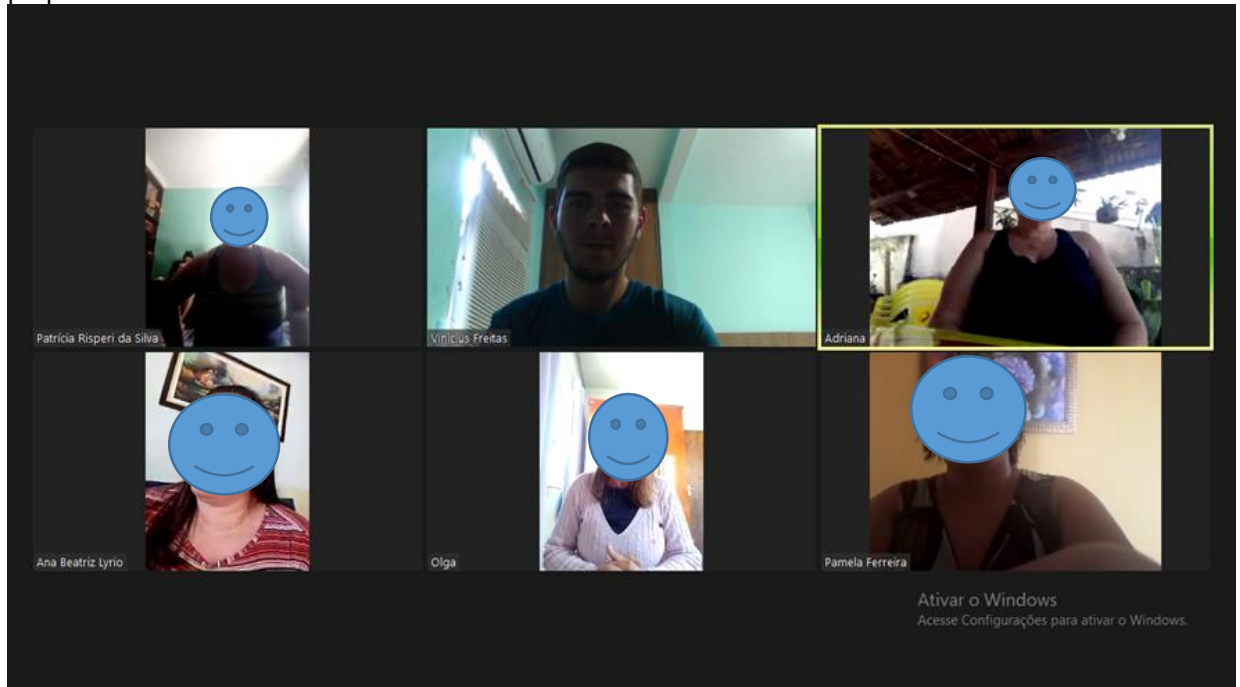 Patrícia Risperi da Silva
Vinicius Freitas
Adriana
Ana Beatriz Lyrio
Olga
Pamela Ferreira
Ativar o Windows
Acesse Configurações para ativar o Windows.